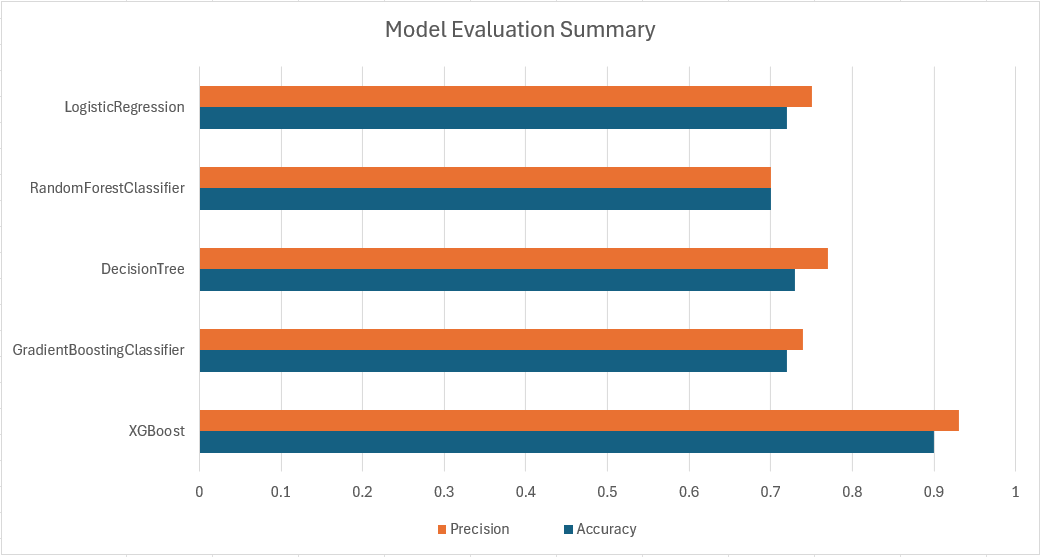 Model Evaluation Summary
LogisticRegression
RandomForestClassifier
DecisionTree
GradientBoostingClassifier
XGBoost
0 0.1 0.2 0.3 0.4 0.5 0.6 0.7 0.8 0.9 1
Precision Accuracy